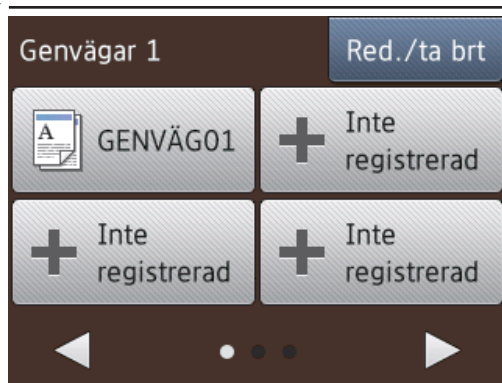 Genvägar 1
Red./ta brt
A
GENVÄG01
Inte
registrerad
Inte
registrerad
Inte
registrerad